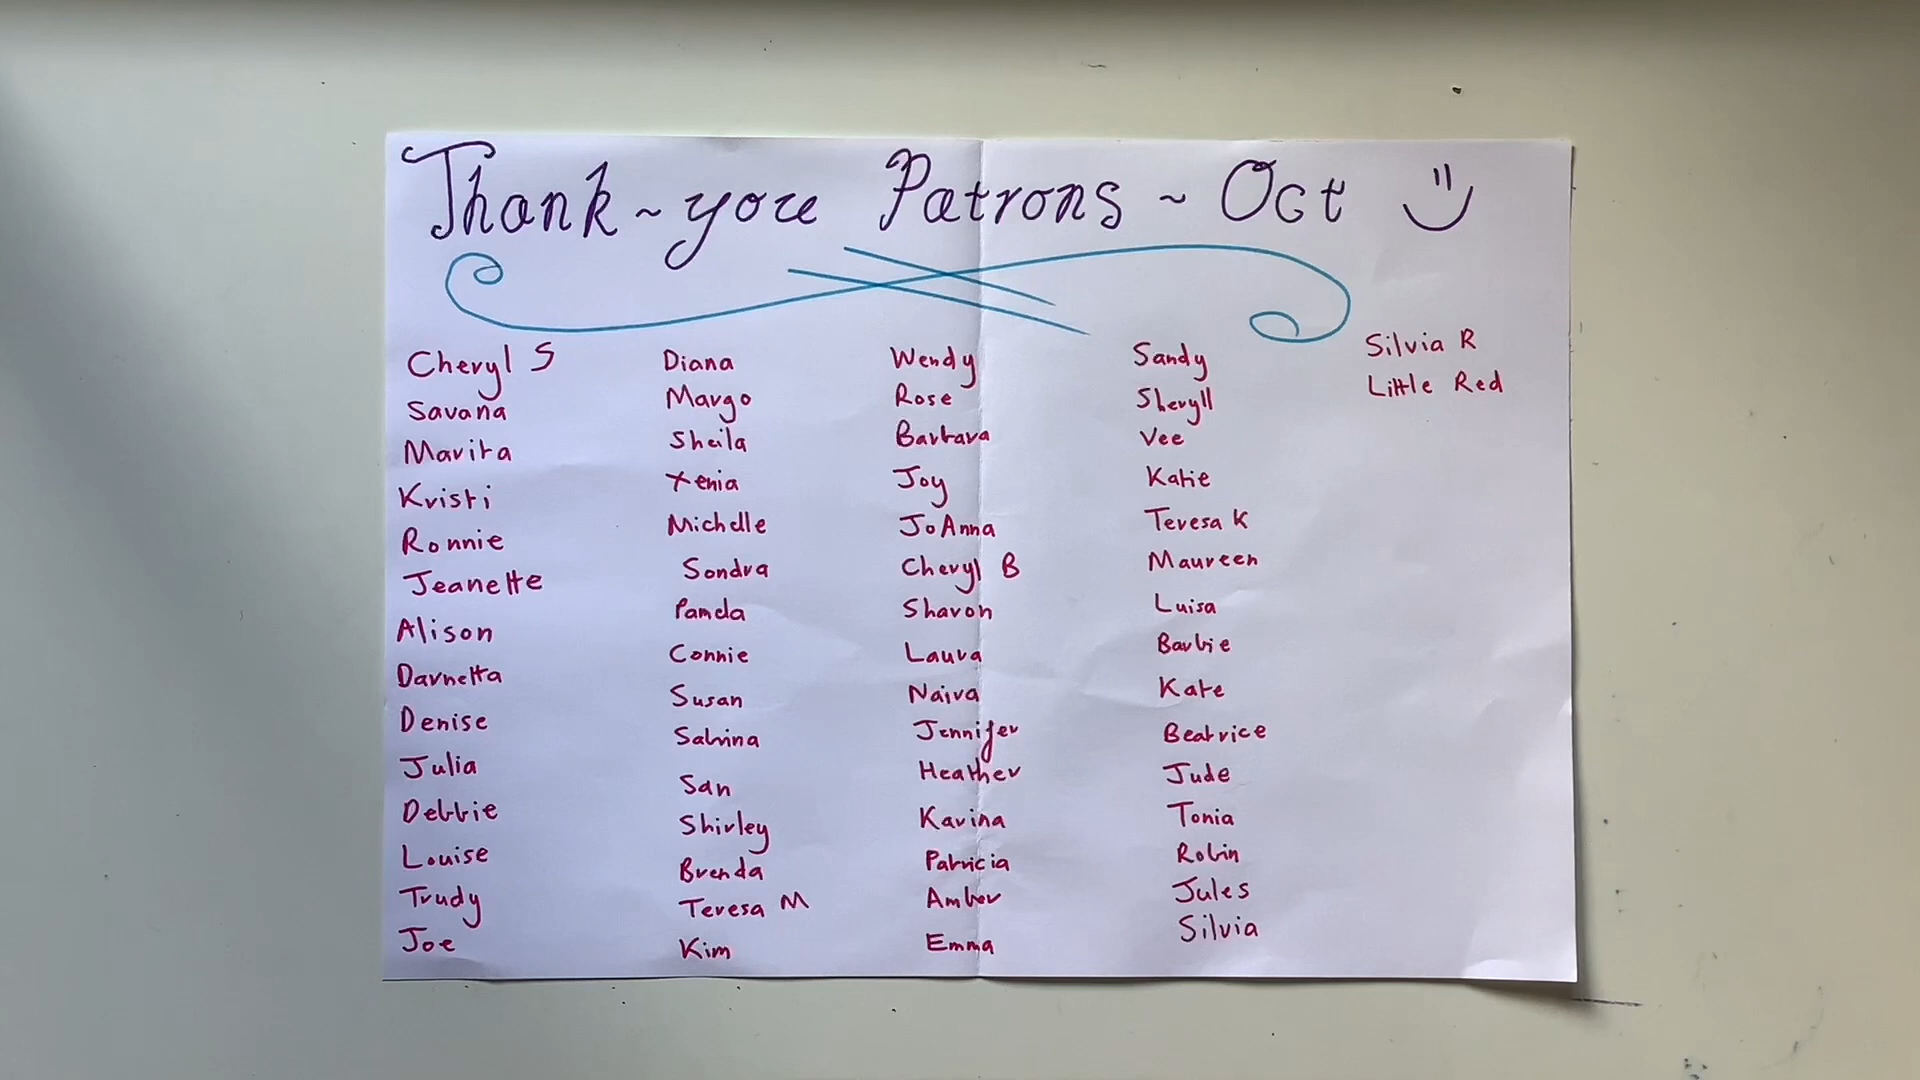 Thank~you Patrons ~ Oct
Cheryl S
Savana
Marita
Kristi
Ronnie
Jeanette
Alison
Darnetta
Denise
Julia
Debbie
Louise
Trudy
Joe
Diana
Margo
Sheila
Xenia
Michelle
Sondra
Pamela
Connie
Susan
Sabrina
San
Shirley
Brenda
Teresa M
Kim
Wendy
Rose
Barbara
Joy
JoAnna
Cheryl B
Sharon
Laura
Naira
Jennifer
Heather
Karina
Patricia
Amber
Emma
Sandy
Sheryll
Vee
Katie
Teresa K
Maureen
Luisa
Barbie
Kate
Beatrice
Jude
Tonia
Robin
Jules
Silvia
Silvia R
Little Red